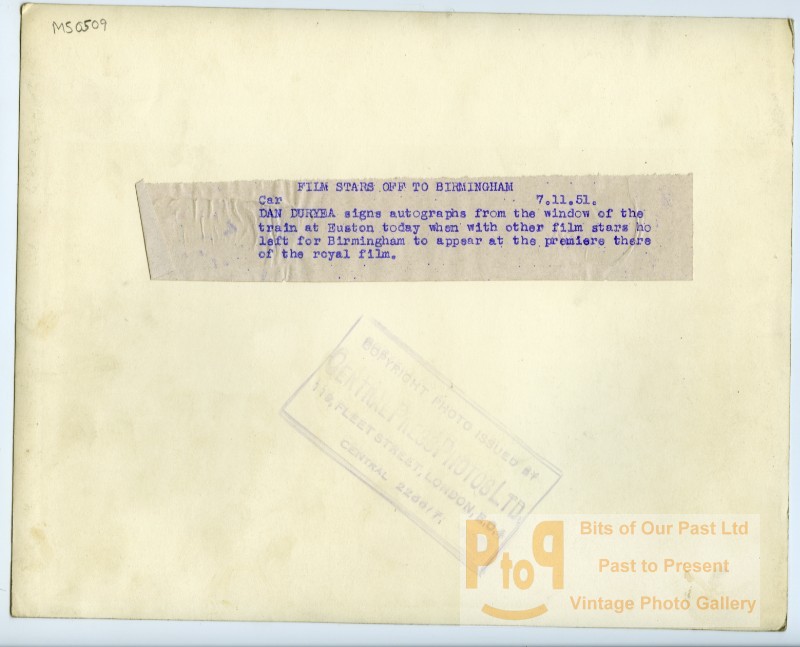 MS0509
FILM STARS OFF TO BIRMINGHAM
Car 7.11.51.
DAN DURYEA signs autographs from the window of the
train at Euston today when with other film stars he
left for Birmingham to appear at the premiere there
of the royal film.
COPYRIGHT PHOTO ISSUED BY
CENTRAL PRESS PHOTOS LTD.
FLEET STREET, LONDON, E.C.4
CENTRAL
PtoP
Bits of Our Past Ltd
Past to Present
Vintage Photo Gallery